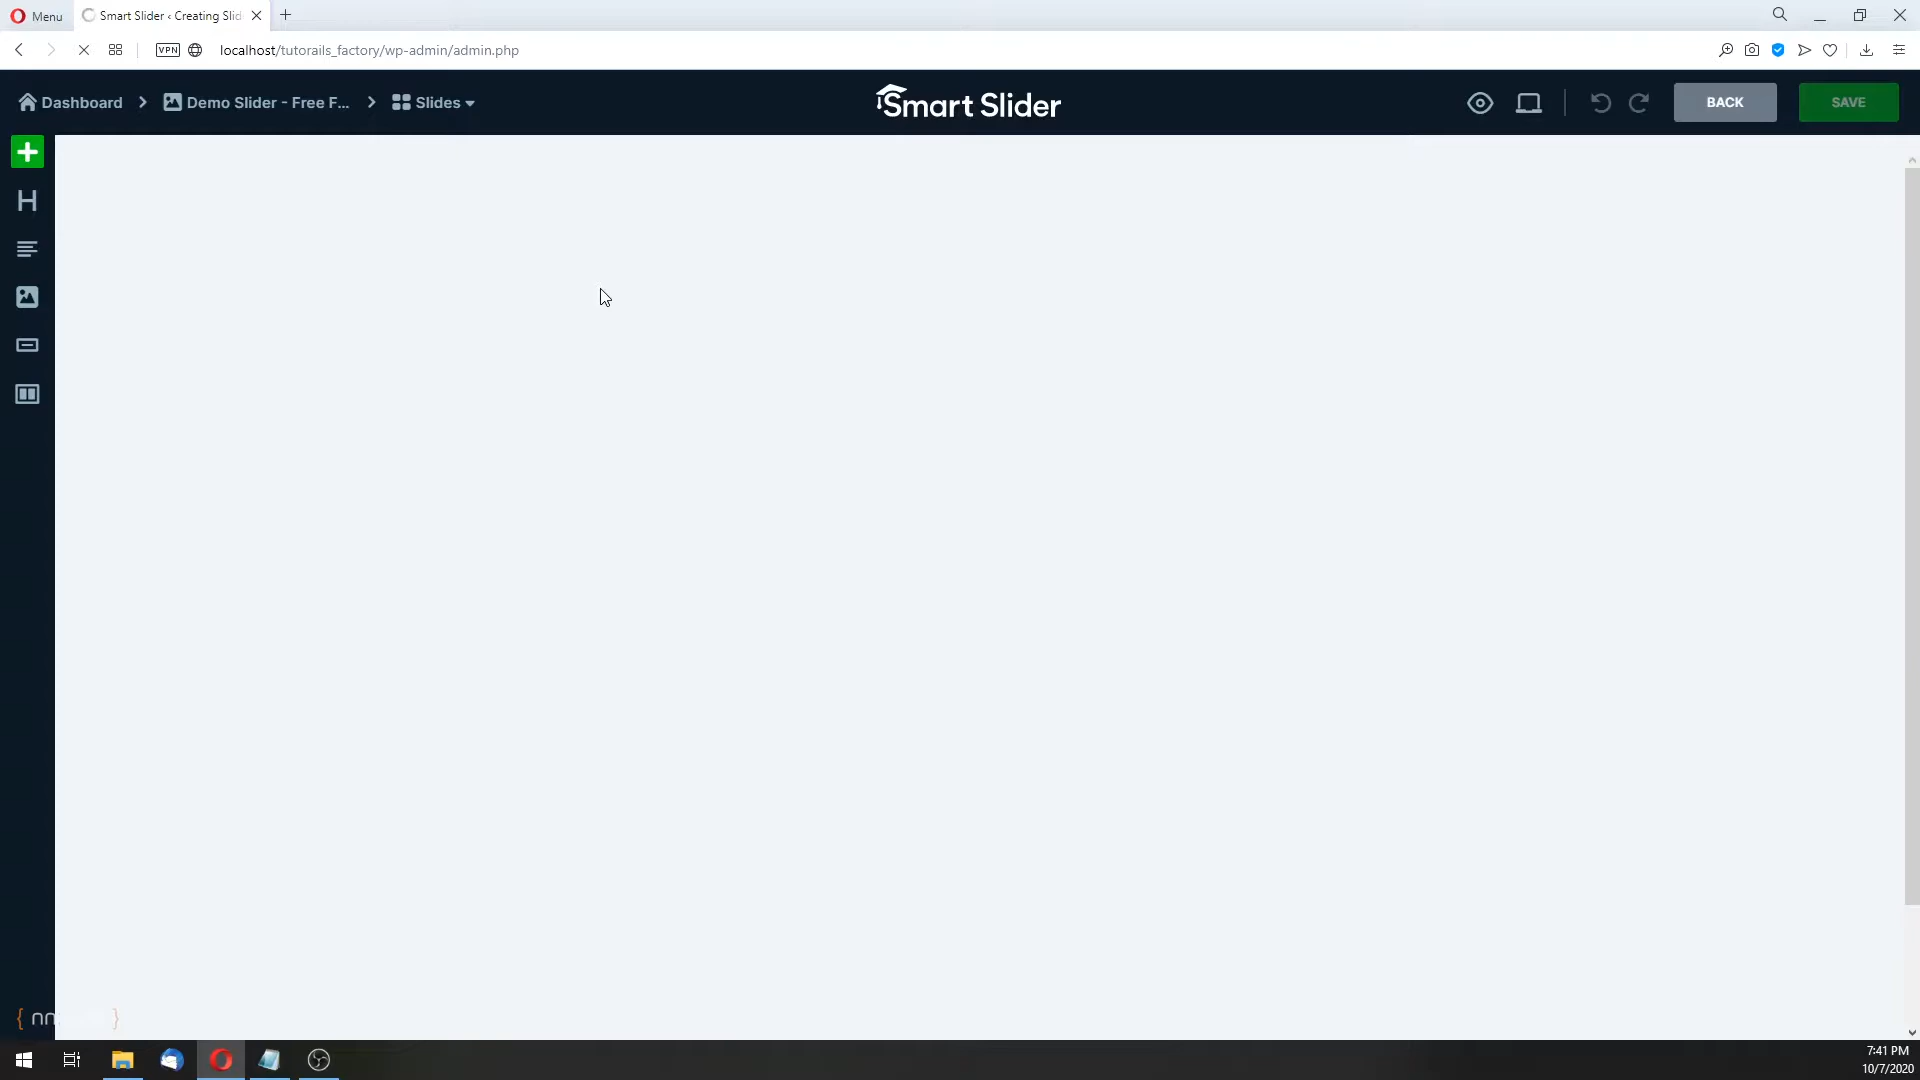 Menu
Smart Slider ‹ Creating Slid
VPN
localhost/tutorails_factory/wp-admin/admin.php
Dashboard
Demo Slider - Free F...
Slides
Smart Slider
BACK
SAVE
H
7:41 PM
10/7/2020